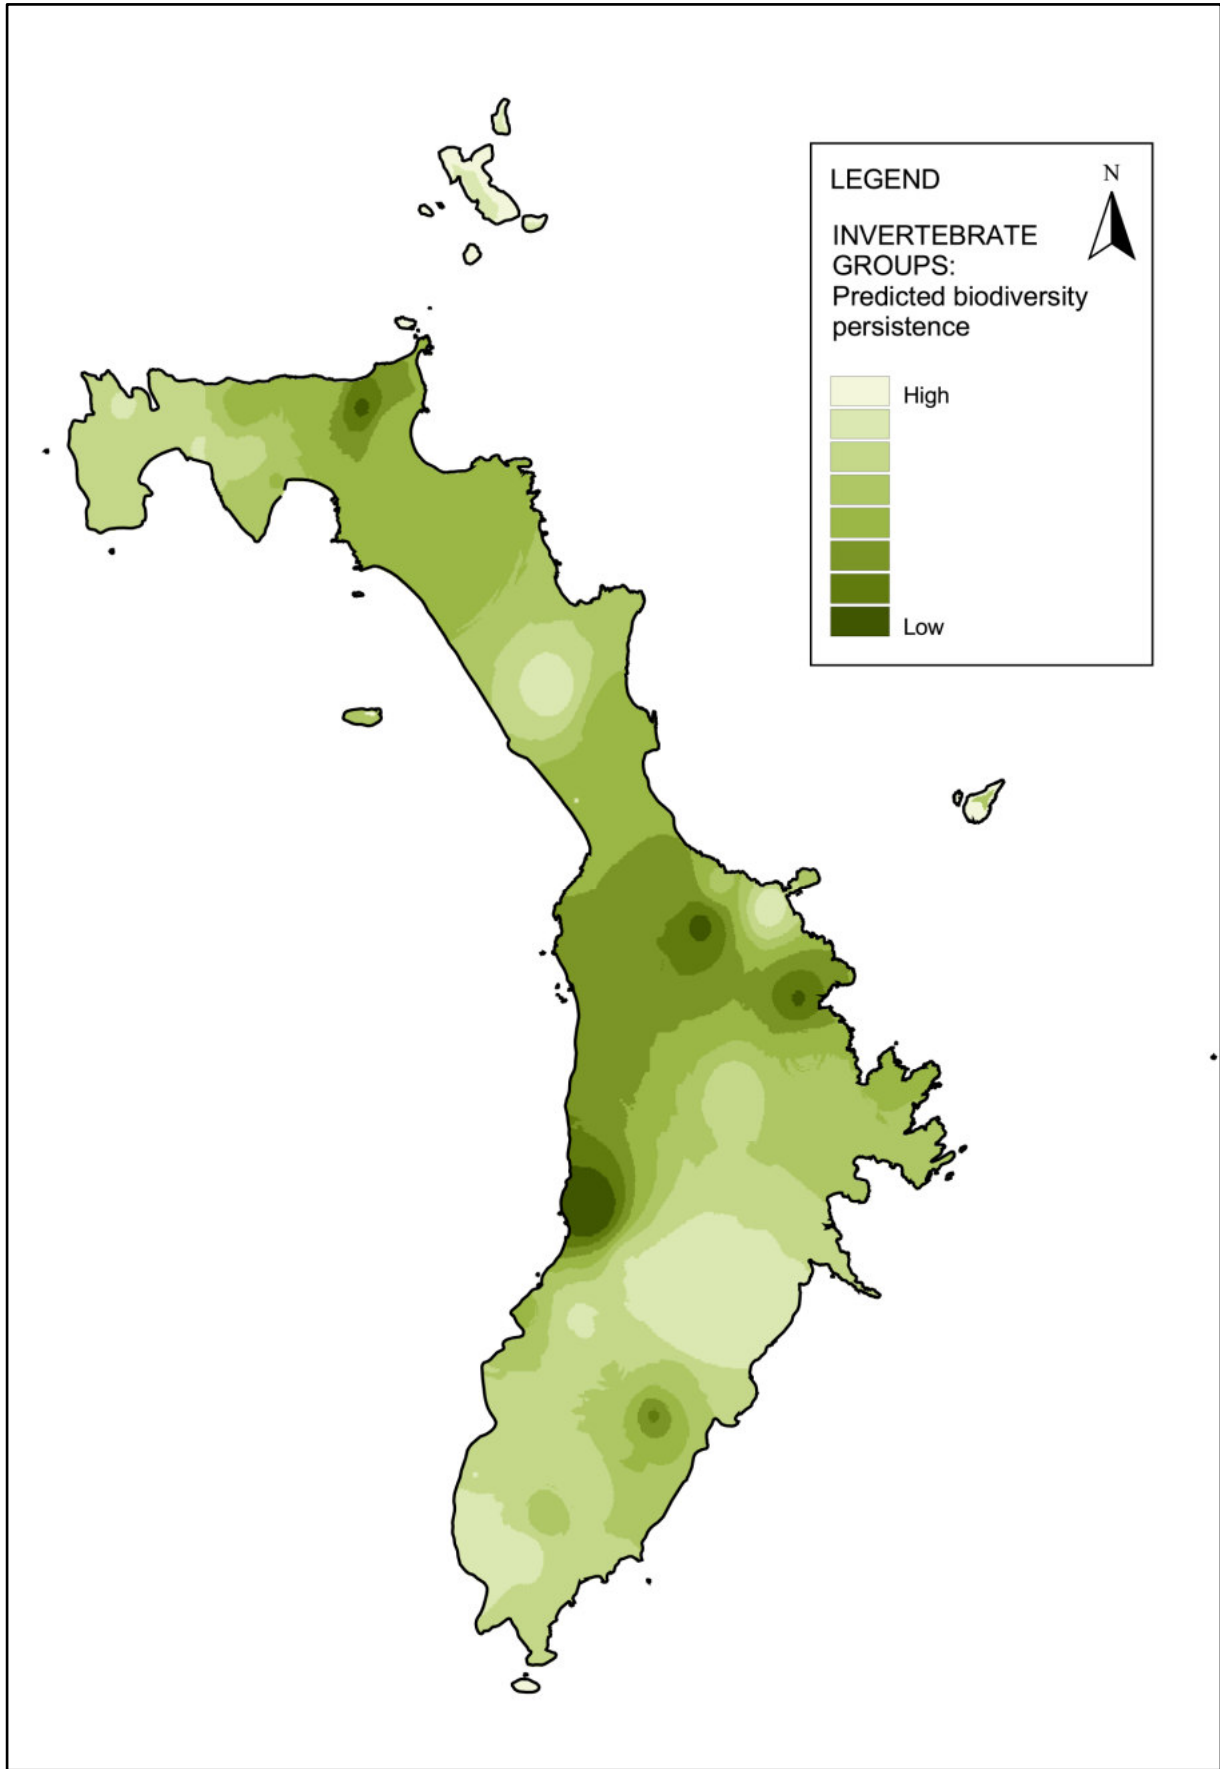 LEGEND
N
INVERTEBRATE
GROUPS:
Predicted biodiversity
persistence
High
Low